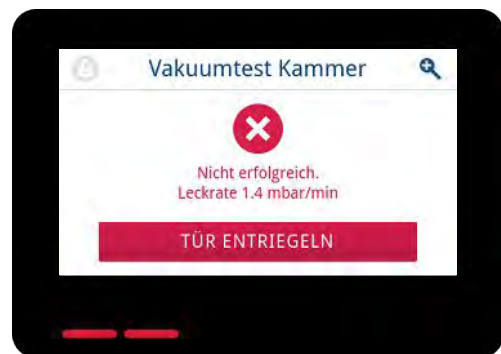 Vakuumtest Kammer
Nicht erfolgreich.
Leckrate 1.4 mbar/min
TÜR ENTRIEGELN